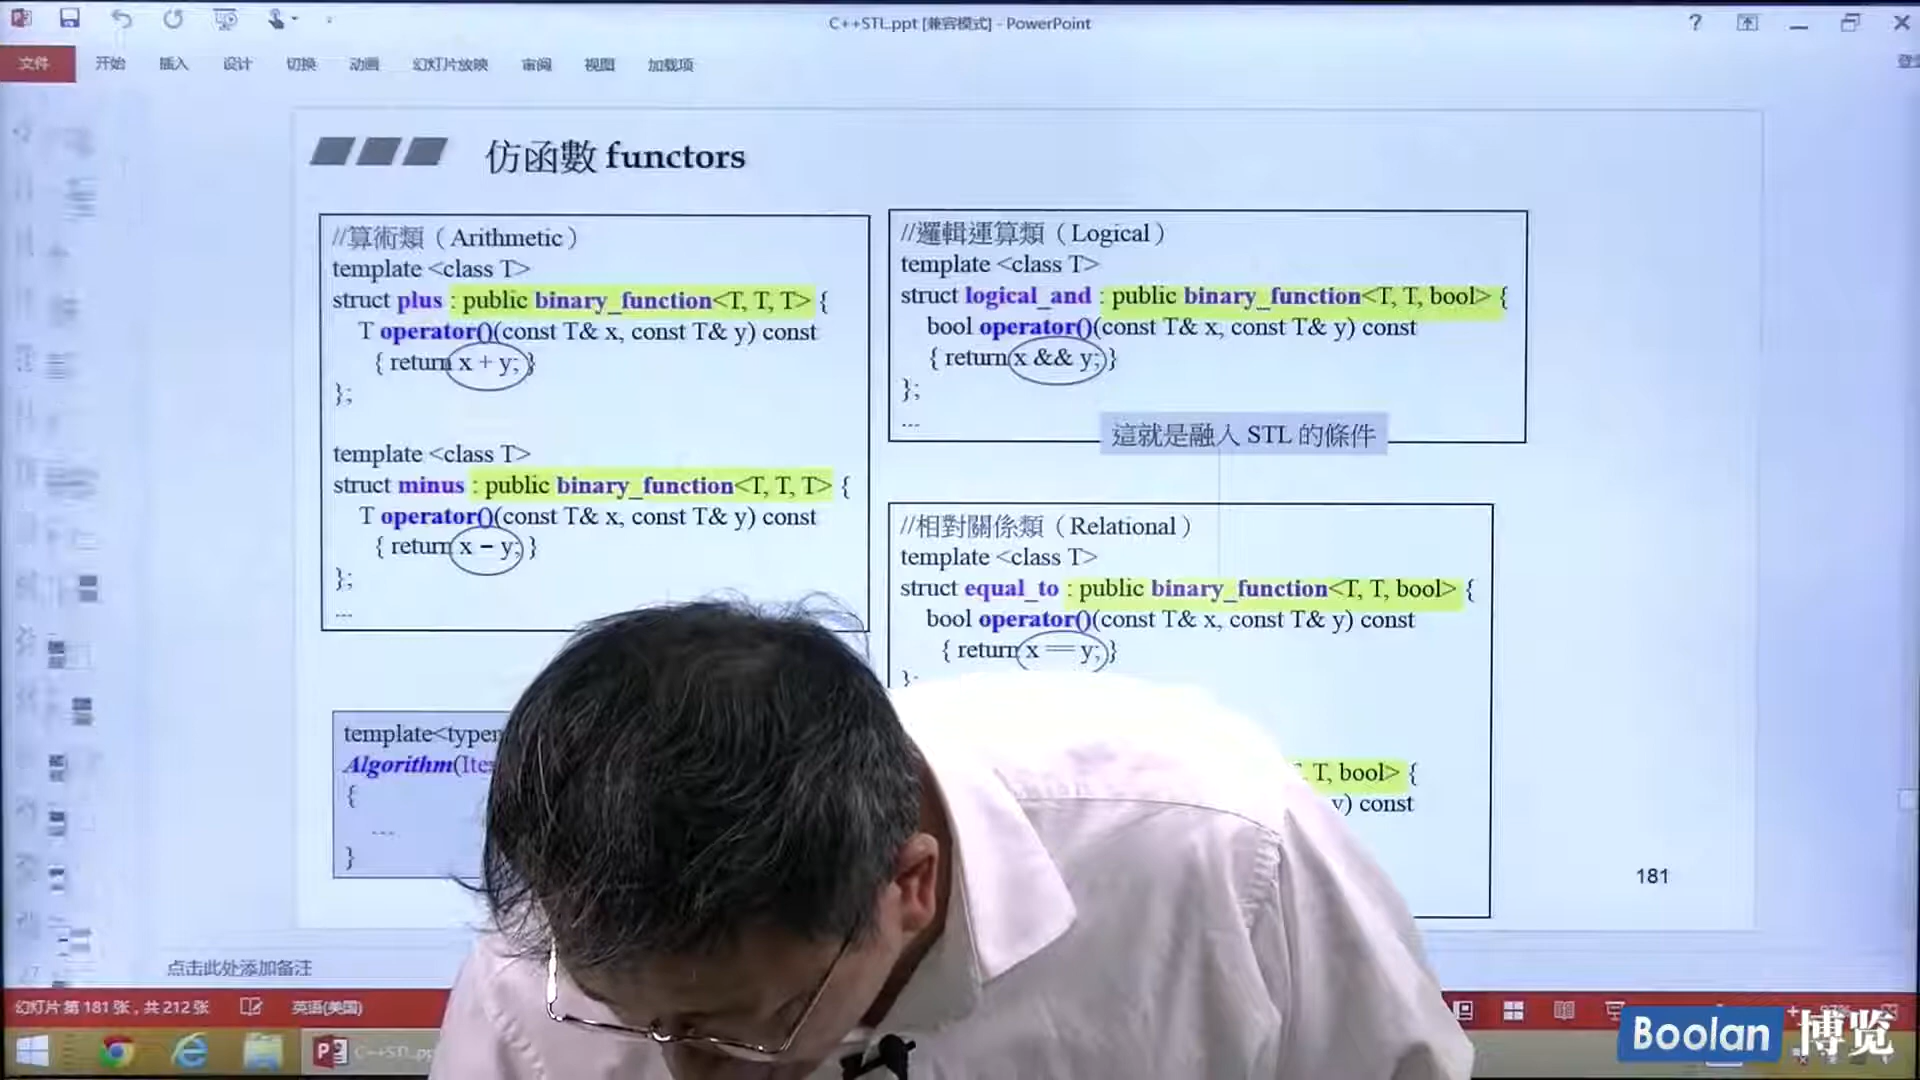 C++STL.ppt [兼容模式] - PowerPoint
文件 开始 插入 设计 切换 动画 幻灯片放映 审阅 视图 加载项
仿函數 functors
//算術類（Arithmetic）
template <class T>
struct plus : public binary_function<T, T, T> {
T operator()(const T& x, const T& y) const
{ return x + y; }
};
template <class T>
struct minus : public binary_function<T, T, T> {
T operator()(const T& x, const T& y) const
{ return x − y; }
};
...
//邏輯運算類（Logical）
template <class T>
struct logical_and : public binary_function<T, T, bool> {
bool operator()(const T& x, const T& y) const
{ return x && y; }
};
...
這就是融入 STL 的條件
//相對關係類（Relational）
template <class T>
struct equal_to : public binary_function<T, T, bool> {
bool operator()(const T& x, const T& y) const
{ return x == y; }
};
T, bool> {
y) const
template<typen
Algorithm(Ite
{
...
}
181
点击此处添加备注
幻灯片 第 181 张，共 212 张 英语(美国)
C++STL.pp
Boolan 博览